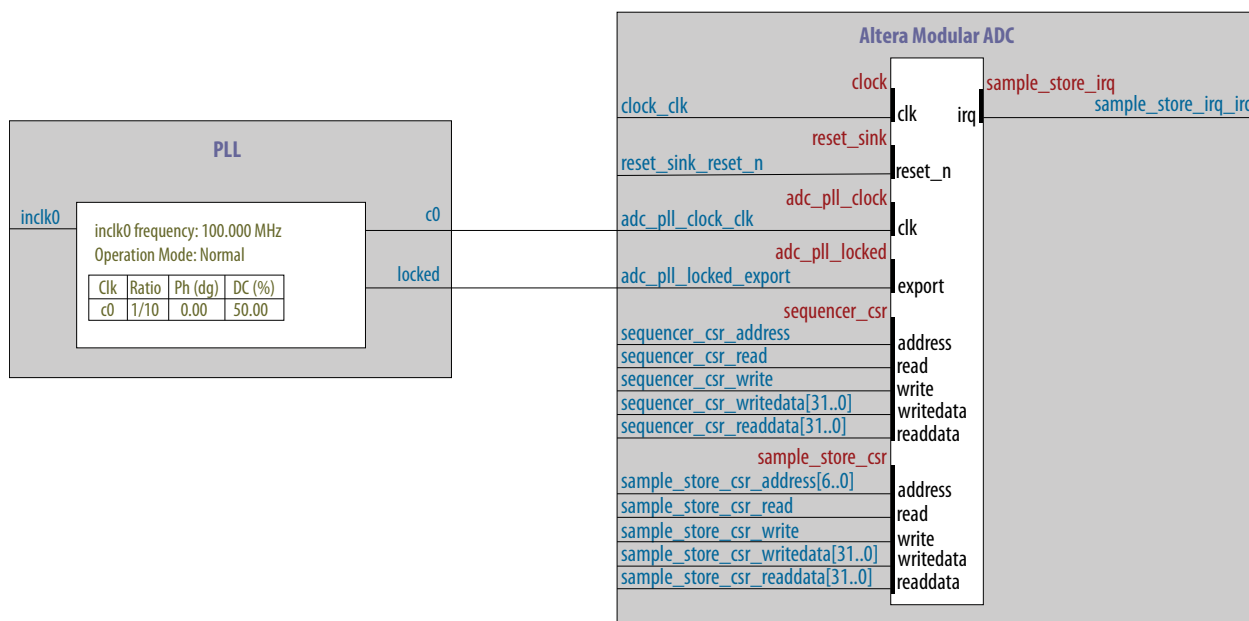 PLL
inclk0
inclk0 frequency: 100.000 MHz
Operation Mode: Normal
Clk Ratio Ph (dg) DC (%)
c0 1/10 0.00 50.00
c0
locked
Altera Modular ADC
clock
clock_clk
clk
sample_store_irq
irq
sample_store_irq_irq
reset_sink
reset_sink_reset_n
reset_n
adc_pll_clock
adc_pll_clock_clk
clk
adc_pll_locked
adc_pll_locked_export
export
sequencer_csr
sequencer_csr_address
address
sequencer_csr_read
read
sequencer_csr_write
write
sequencer_csr_writedata[31..0]
writedata
sequencer_csr_readdata[31..0]
readdata
sample_store_csr
sample_store_csr_address[6..0]
address
sample_store_csr_read
read
sample_store_csr_write
write
sample_store_csr_writedata[31..0]
writedata
sample_store_csr_readdata[31..0]
readdata